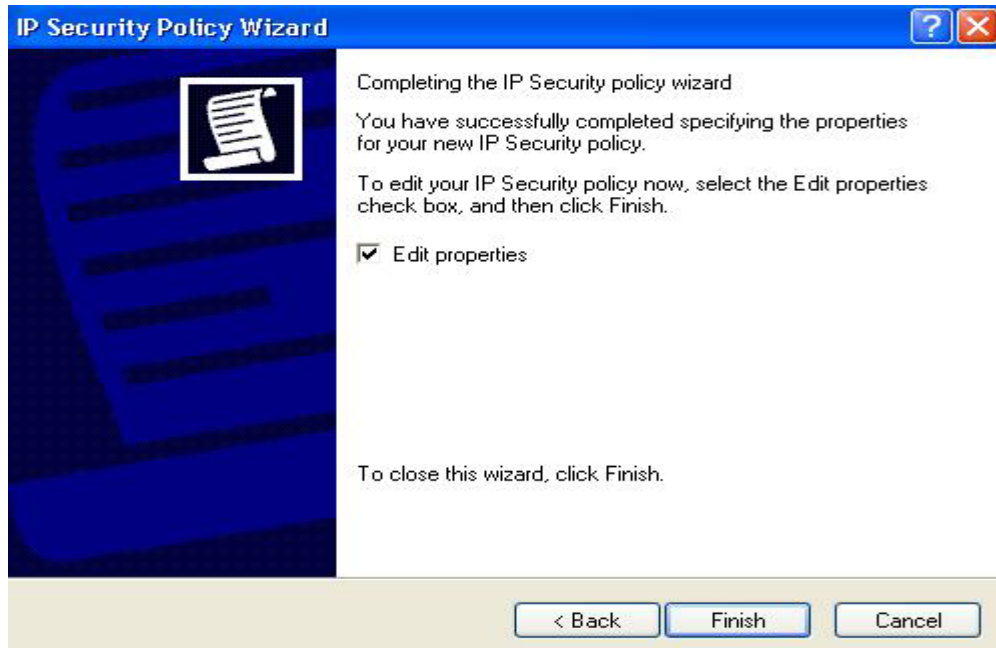 IP Security Policy Wizard
Completing the IP Security policy wizard
You have successfully completed specifying the properties
for your new IP Security policy.
To edit your IP Security policy now, select the Edit properties
check box, and then click Finish.
Edit properties
To close this wizard, click Finish.
< Back Finish Cancel